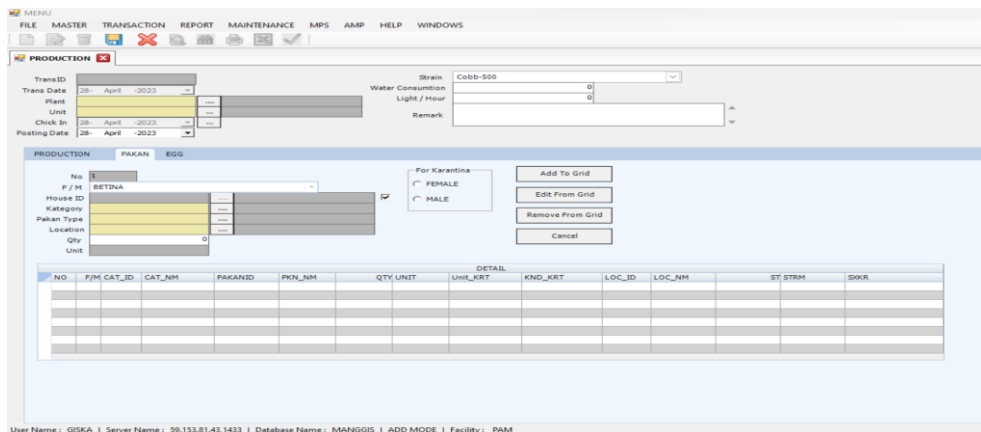 MENU
FILE MASTER TRANSACTION REPORT MAINTENANCE MPS AMP HELP WINDOWS
PRODUCTION
TransID
Trans Date 28- April -2023
Plant ....
Unit ...
Chick In 28- April -2023 ...
Posting Date 28- April -2023
Strain Cobb-500
Water Consumtion 0
Light / Hour 0
Remark
PRODUCTION PAKAN EGG
No 1
F / M BETINA
House ID ....
Kategory ....
Pakan Type ....
Location ....
Qty 0
Unit
For Karantina
FEMALE
MALE
Add To Grid
Edit From Grid
Remove From Grid
Cancel
DETAIL
NO F/M CAT_ID CAT_NM PAKANID PKN_NM QTY UNIT Unit_KRT KND_KRT LOC_ID LOC_NM ST STRM SXKR
User Name : GISKA | Server Name : 59.153.81.43.1433 | Database Name : MANGGIS | ADD MODE | Facility : PAM